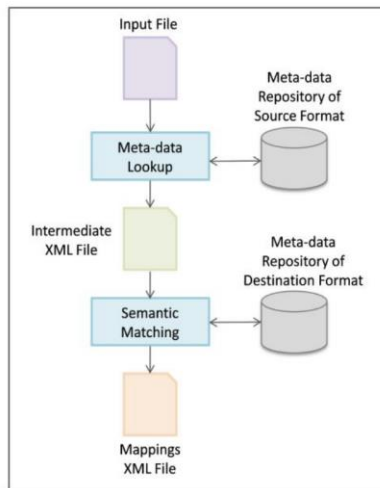 Input File
Meta-data
Repository of
Source Format
Meta-data
Lookup
Intermediate
XML File
Meta-data
Repository of
Destination Format
Semantic
Matching
Mappings
XML File